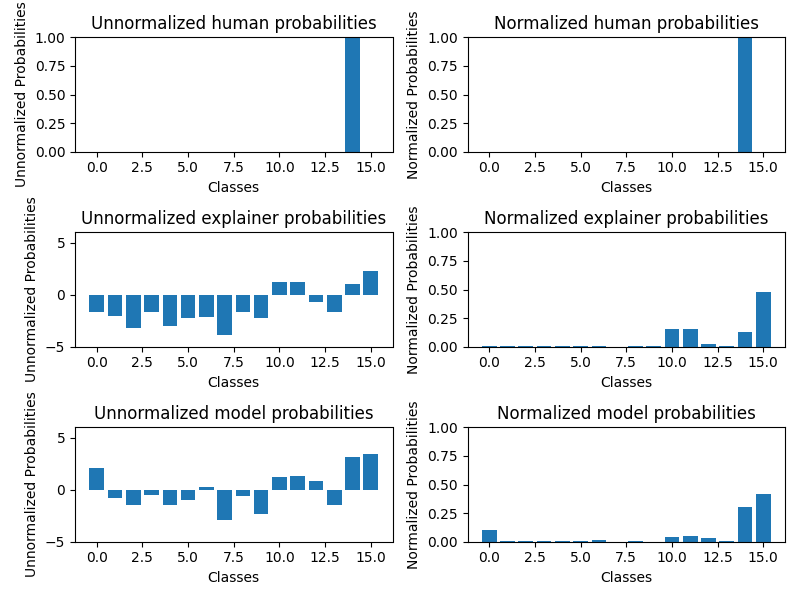 Unnormalized human probabilities
Unnormalized Probabilities
1.00
0.75
0.50
0.25
0.00
0.0 2.5 5.0 7.5 10.0 12.5 15.0
Classes
Normalized human probabilities
Normalized Probabilities
1.00
0.75
0.50
0.25
0.00
0.0 2.5 5.0 7.5 10.0 12.5 15.0
Classes
Unnormalized explainer probabilities
Unnormalized Probabilities
5
0
−5
0.0 2.5 5.0 7.5 10.0 12.5 15.0
Classes
Normalized explainer probabilities
Normalized Probabilities
1.00
0.75
0.50
0.25
0.00
0.0 2.5 5.0 7.5 10.0 12.5 15.0
Classes
Unnormalized model probabilities
Unnormalized Probabilities
5
0
−5
0.0 2.5 5.0 7.5 10.0 12.5 15.0
Classes
Normalized model probabilities
Normalized Probabilities
1.00
0.75
0.50
0.25
0.00
0.0 2.5 5.0 7.5 10.0 12.5 15.0
Classes